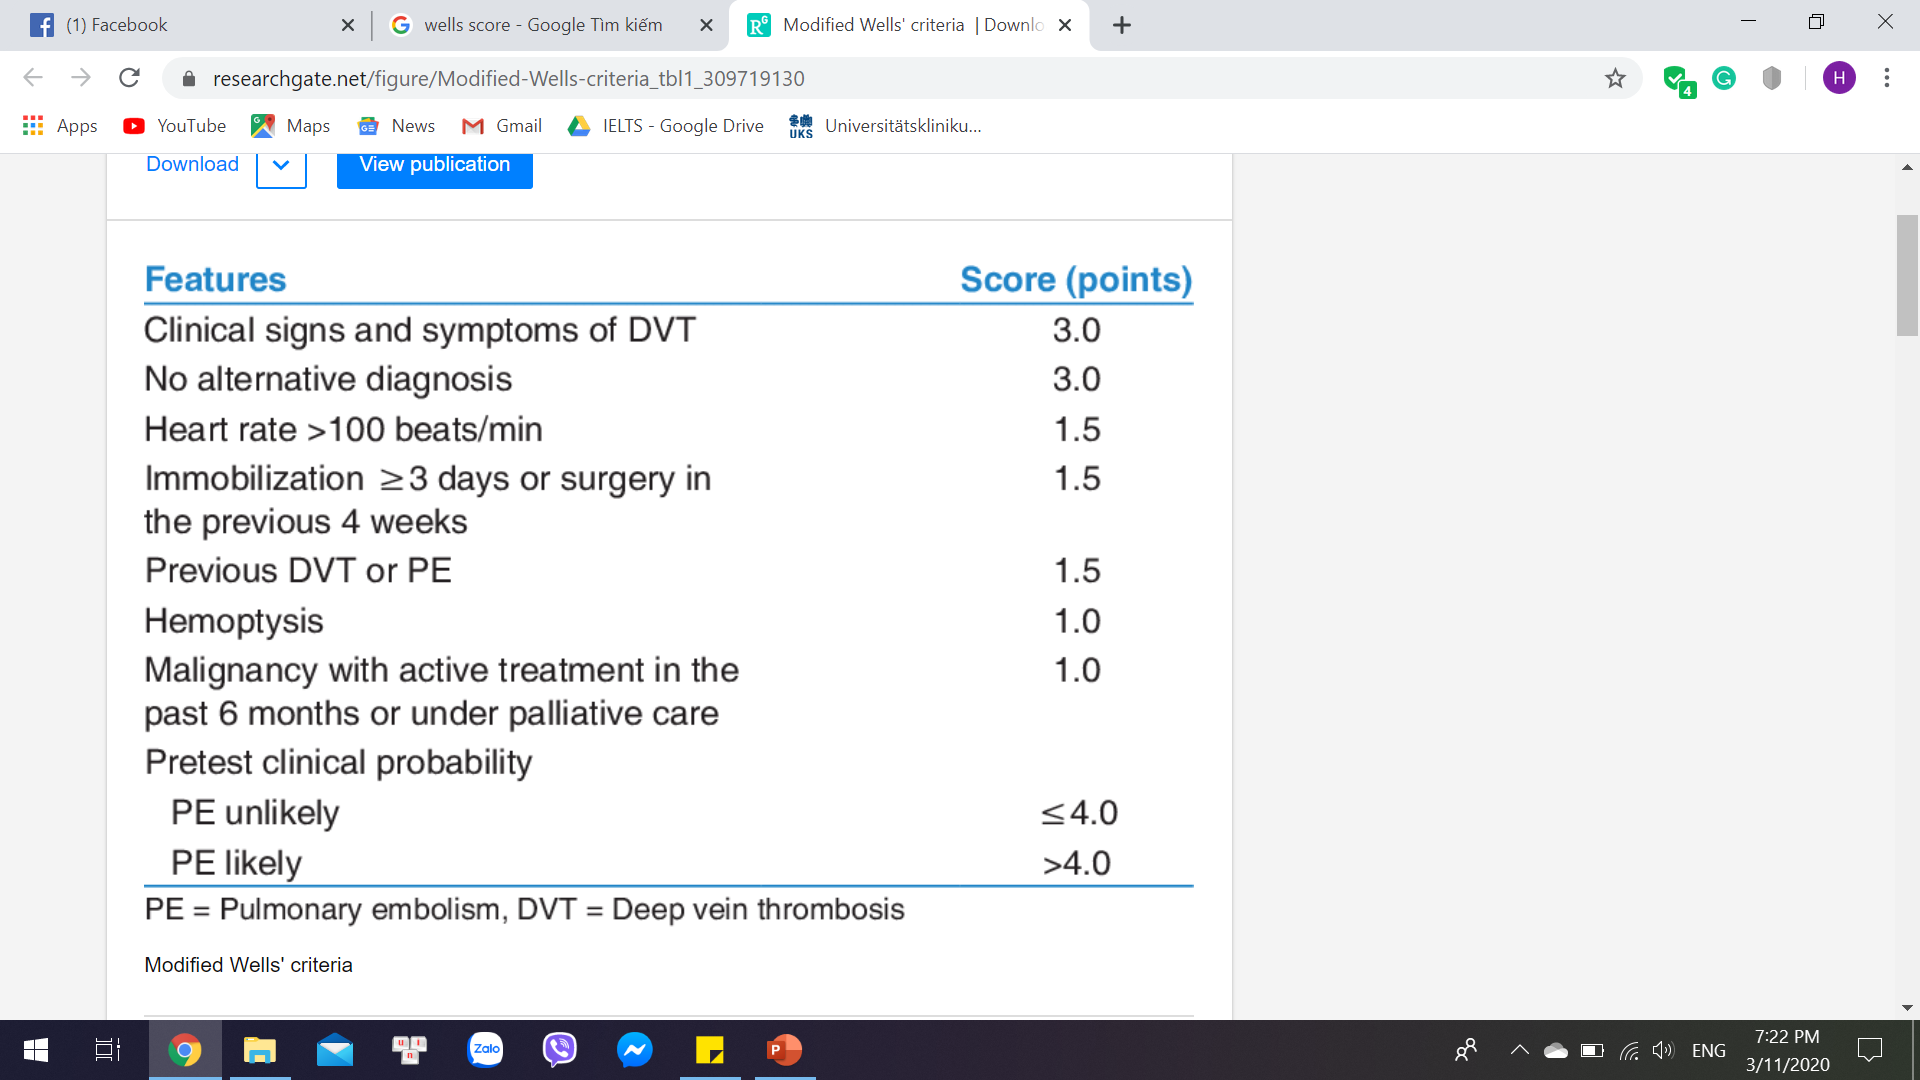 (1) Facebook
wells score - Google Tìm kiếm
Modified Wells' criteria | Downlo
researchgate.net/figure/Modified-Wells-criteria_tbl1_309719130
4
H
Apps
YouTube
Maps
News
Gmail
IELTS - Google Drive
UKS
Universitätskliniku...
Download
View publication
Features Score (points)
Clinical signs and symptoms of DVT 3.0
No alternative diagnosis 3.0
Heart rate >100 beats/min 1.5
Immobilization ≥3 days or surgery in 1.5
the previous 4 weeks
Previous DVT or PE 1.5
Hemoptysis 1.0
Malignancy with active treatment in the 1.0
past 6 months or under palliative care
Pretest clinical probability
PE unlikely ≤4.0
PE likely >4.0
PE = Pulmonary embolism, DVT = Deep vein thrombosis
Modified Wells' criteria
Zalo
ENG
7:22 PM
3/11/2020